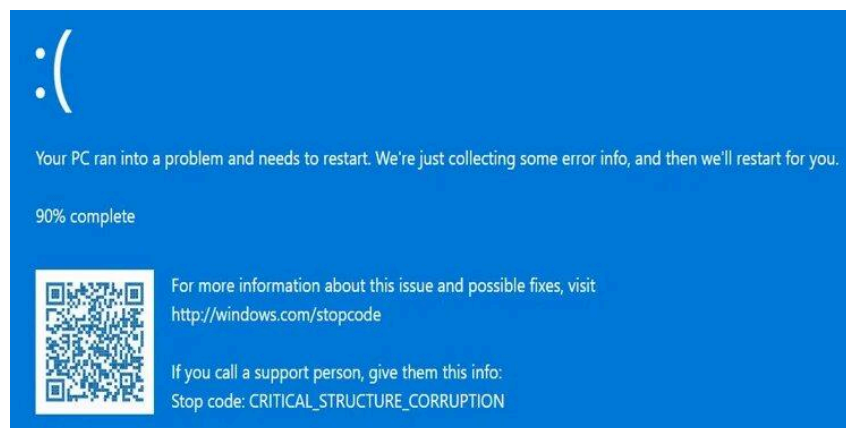 :(
Your PC ran into a problem and needs to restart. We're just collecting some error info, and then we'll restart for you.
90% complete
For more information about this issue and possible fixes, visit
http://windows.com/stopcode
If you call a support person, give them this info:
Stop code: CRITICAL_STRUCTURE_CORRUPTION